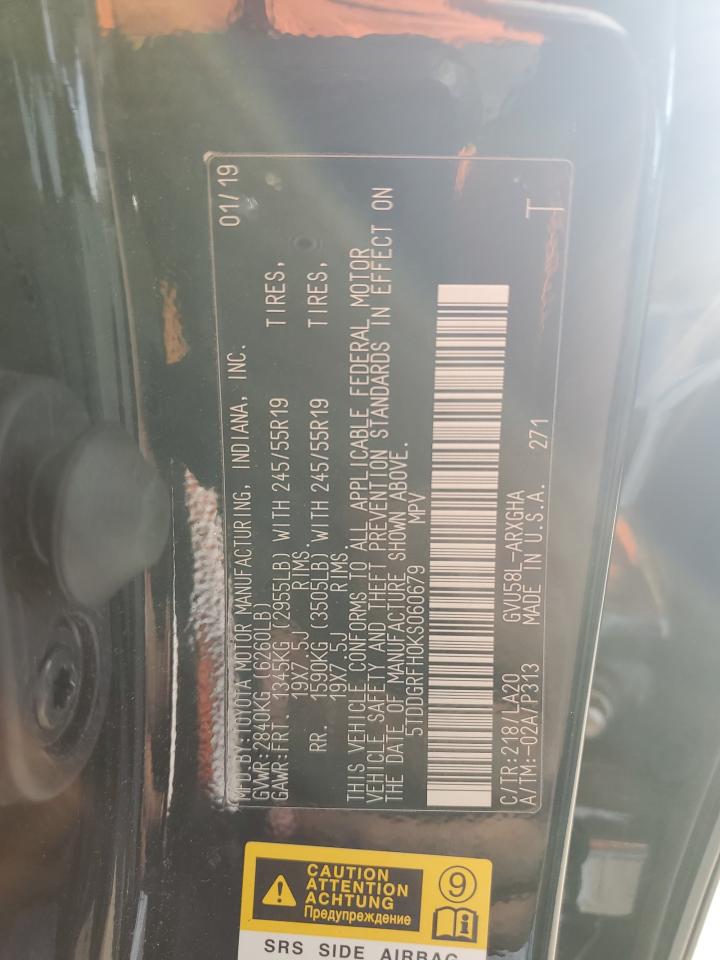 MFD.BY:TOYOTA MOTOR MANUFACTURING, INDIANA, INC. 01/19
GVWR:2840KG (6260LB)
GAWR:FRT. 1345KG (2955LB) WITH 245/55R19 TIRES,
19X7.5J RIMS,
RR. 1590KG (3505LB) WITH 245/55R19 TIRES,
19X7.5J RIMS.
THIS VEHICLE CONFORMS TO ALL APPLICABLE FEDERAL MOTOR
VEHICLE SAFETY AND THEFT PREVENTION STANDARDS IN EFFECT ON
THE DATE OF MANUFACTURE SHOWN ABOVE.
5TDDGRFH0KS060679 MPV
C/TR:218/LA20 GVU58L-ARXGHA
A/TM:-02A/P313 MADE IN U.S.A. 271 T
CAUTION
ATTENTION
ACHTUNG
Предупреждение
9
i
SRS SIDE AIRBAG